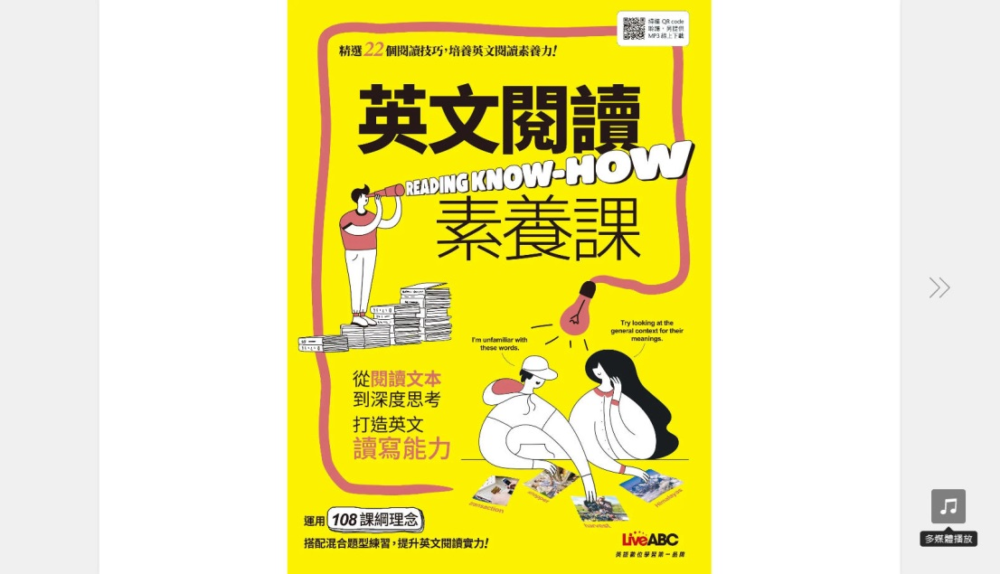 掃描 QR code
聆聽、另提供
MP3 線上下載
精選22個閱讀技巧,培養英文閱讀素養力!
英文閱讀
READING KNOW-HOW
素養課
I'm unfamiliar with
these words.
Try looking at the
general context for their
meanings.
從閱讀文本
到深度思考
打造英文
讀寫能力
transaction
Himalayas
運用 108 課綱理念
搭配混合題型練習,提升英文閱讀實力!
LiveABC
英語數位學習第一品牌
多媒體播放